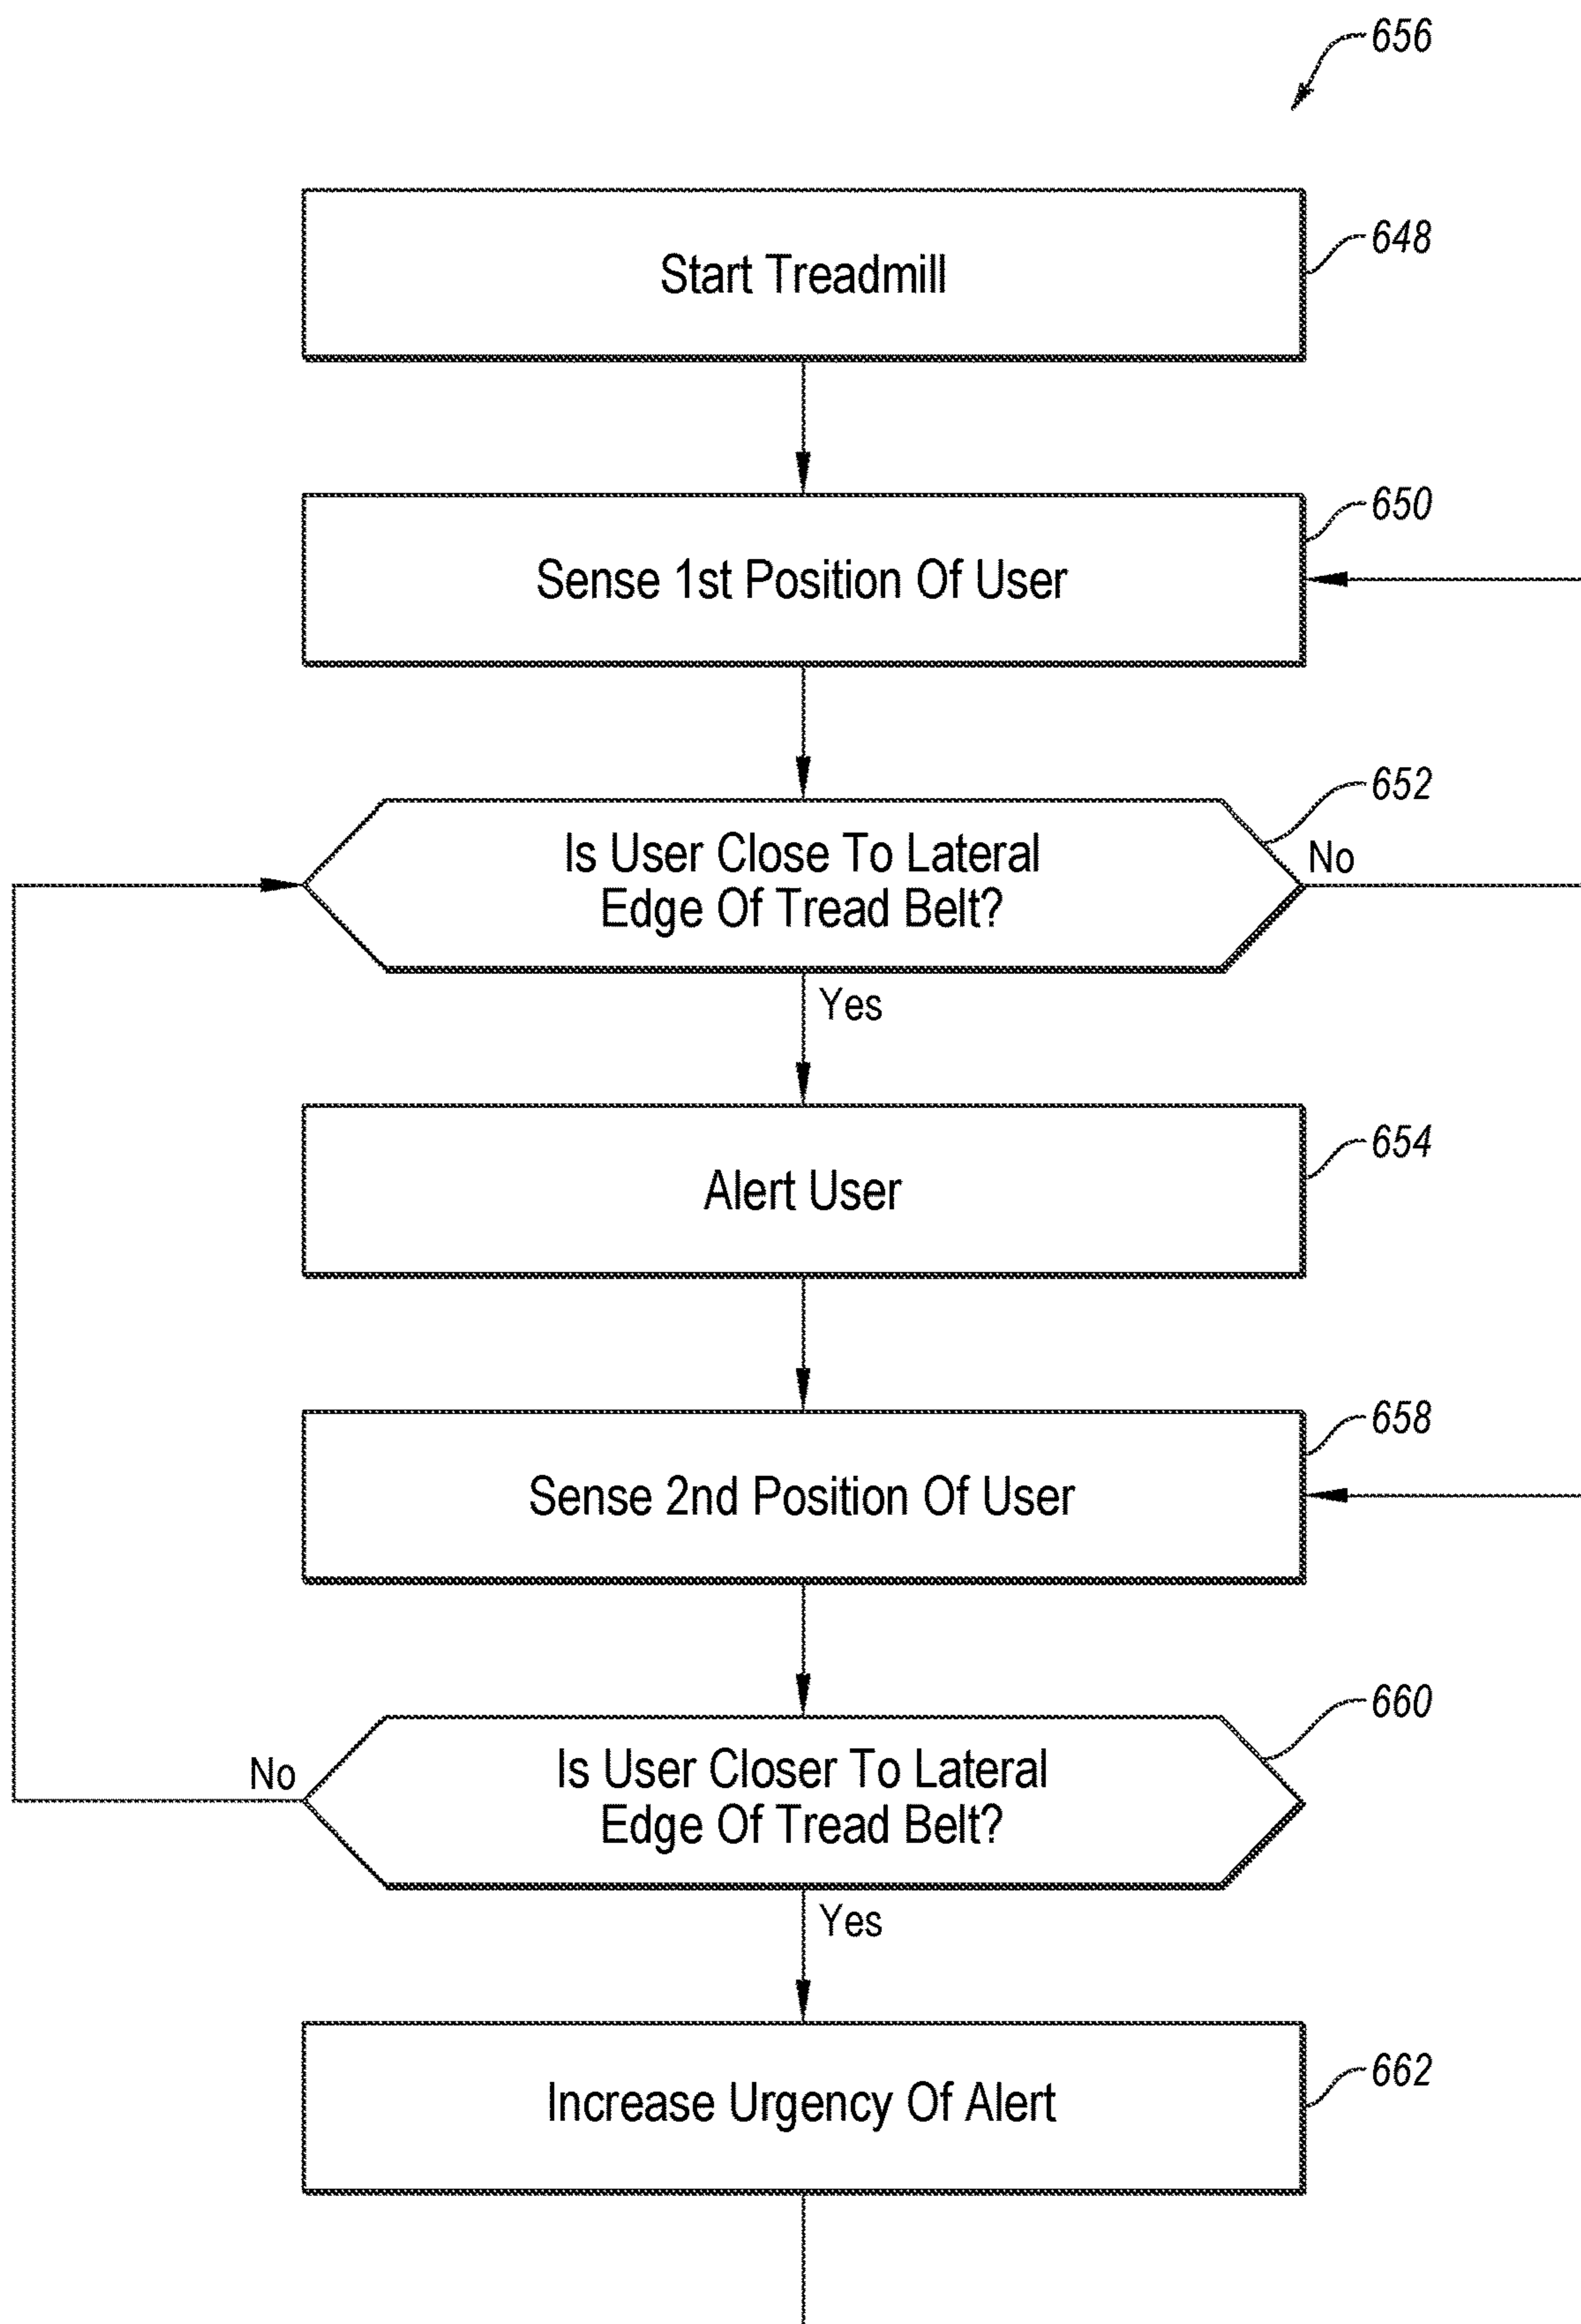 656
Start Treadmill
648
650
Sense 1st Position Of User
652
Is User Close To Lateral
No
Edge Of Tread Belt?
Yes
654
Alert User
658
Sense 2nd Position Of User
660
Is User Closer To Lateral
No
Edge Of Tread Belt?
Yes
662
Increase Urgency Of Alert